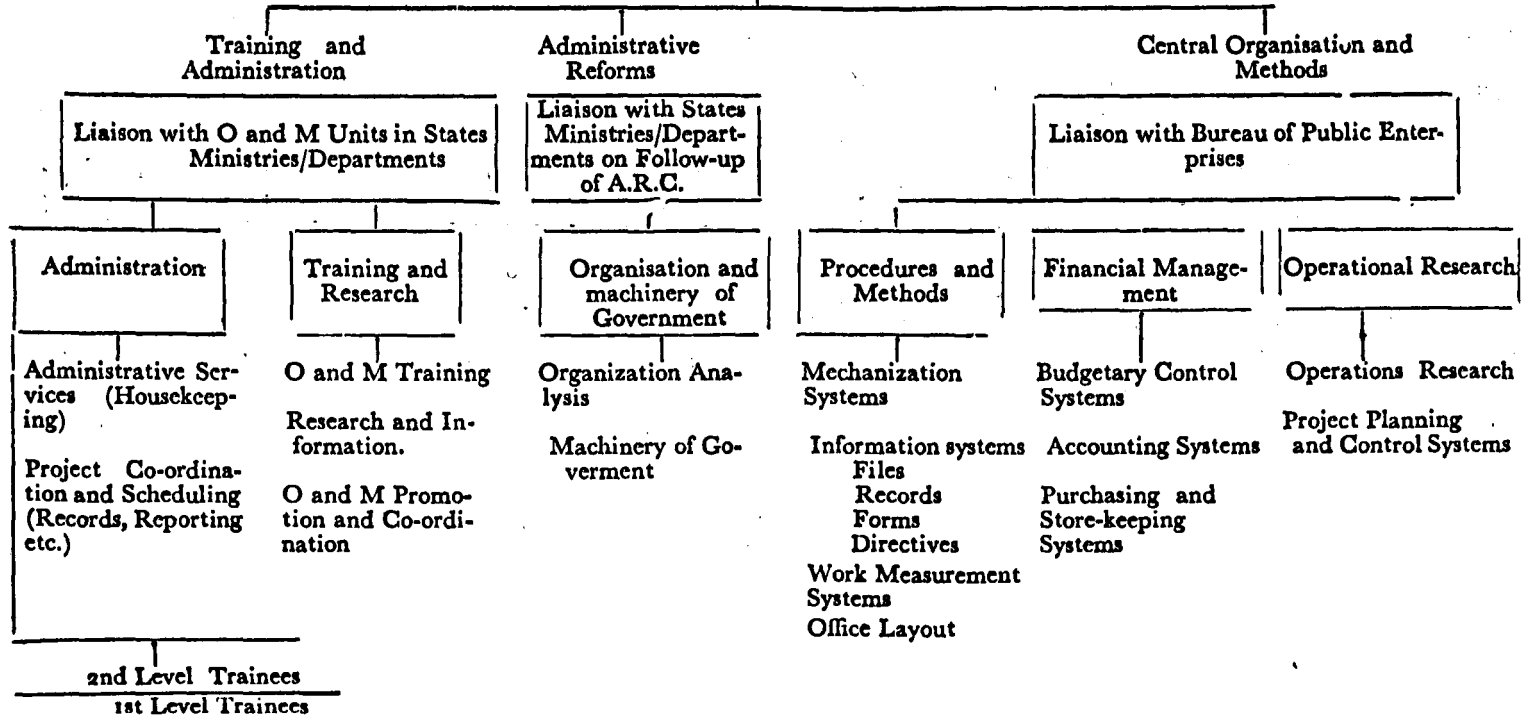 Training and
Administration
Administrative
Reforms
Central Organisation and
Methods
Liaison with O and M Units in States
Ministries/Departments
Liaison with States
Ministries/Depart-
ments on Follow-up
of A.R.C.
Liaison with Bureau of Public Enter-
prises
Administration
Training and
Research
Organisation and
machinery of
Government
Procedures and
Methods
Financial Manage-
ment
Operational Research
Administrative Ser-
vices (Housekeep-
ing)
Project Co-ordina-
tion and Scheduling
(Records, Reporting
etc.)
O and M Training
Research and In-
formation.
O and M Promo-
tion and Co-ordi-
nation
Organization Ana-
lysis
Machinery of Go-
verment
Mechanization
Systems
Information systems
Files
Records
Forms
Directives
Work Measurement
Systems
Office Layout
Budgetary Control
Systems
Accounting Systems
Purchasing and
Store-keeping
Systems
Operations Research
Project Planning
and Control Systems
2nd Level Trainees
1st Level Trainees